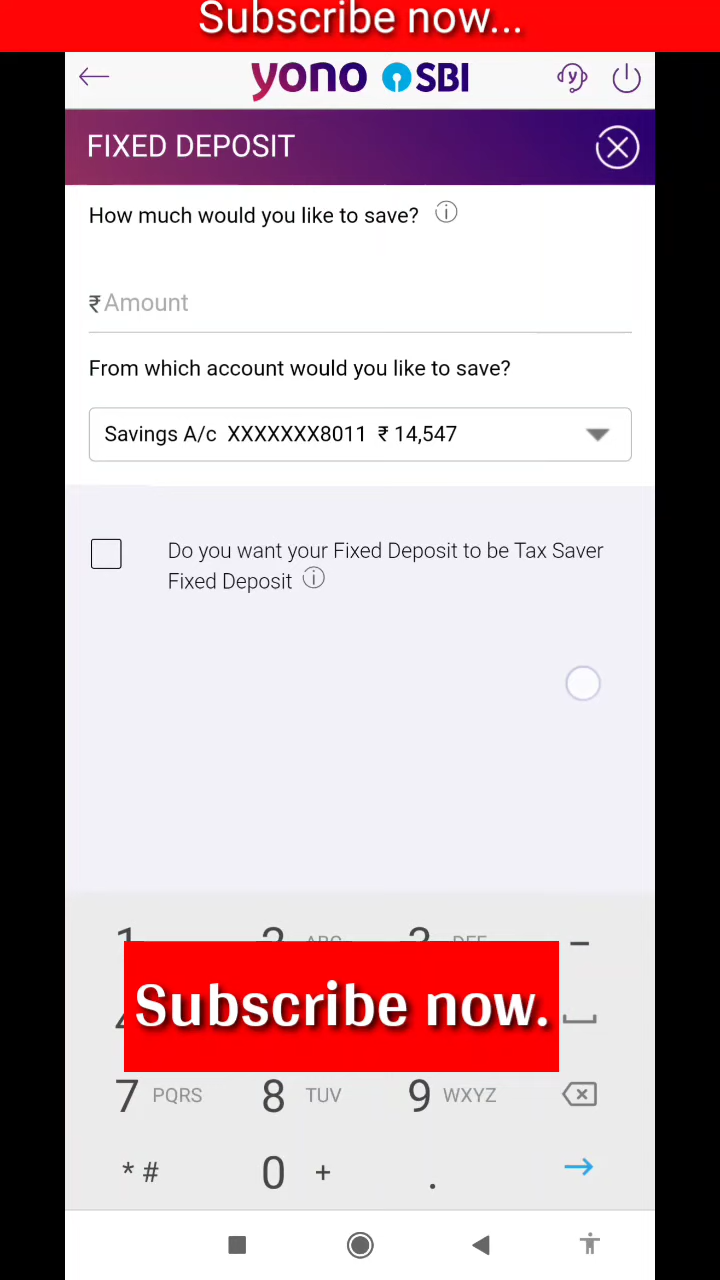 Subscribe now...
yono SBI
FIXED DEPOSIT
How much would you like to save?
₹ Amount
From which account would you like to save?
Savings A/c XXXXXXX8011 ₹ 14,547
Do you want your Fixed Deposit to be Tax Saver
Fixed Deposit
Subscribe now.
7 PQRS 8 TUV 9 WXYZ
* # 0 + .